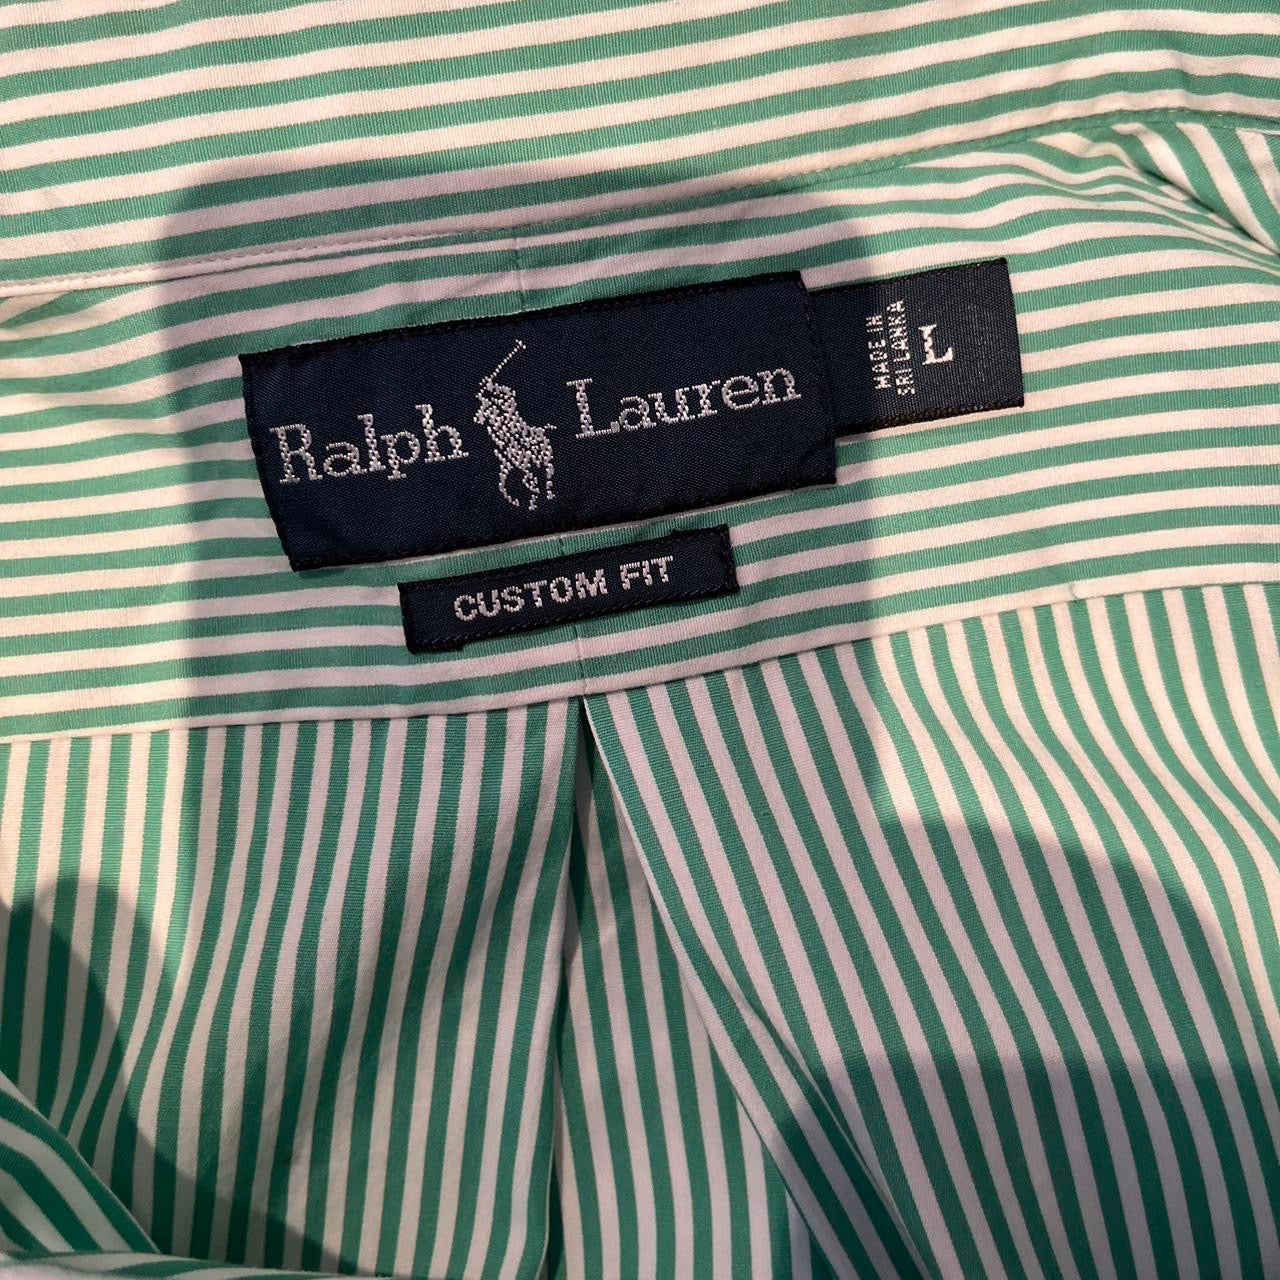 Ralph Lauren
MADE IN
SRI LANKA
L
CUSTOM FIT